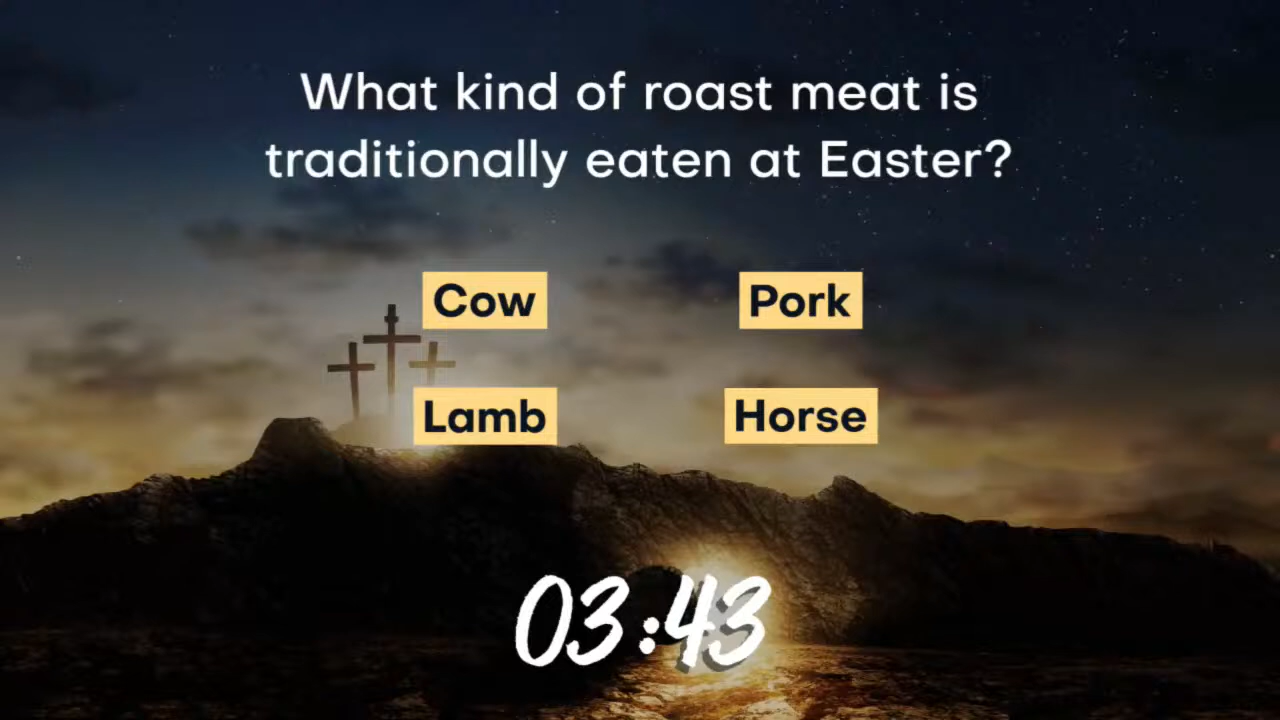 What kind of roast meat is
traditionally eaten at Easter?
Cow
Pork
Lamb
Horse
03:43